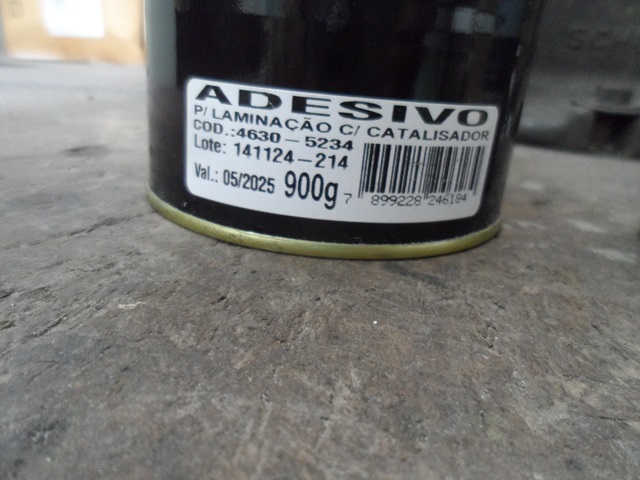 ADESIVO
P/ LAMINAÇÃO C/ CATALISADOR
COD.:4630-5234
Lote: 141124-214
Val.: 05/2025 900g
7 899228 246184